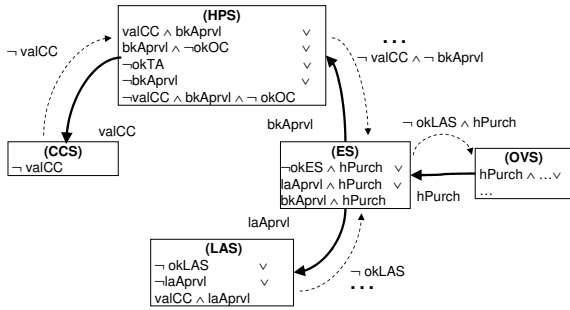 (HPS)
valCC ∧ bkAprvl ∨
bkAprvl ∧ ¬okOC ∨
¬okTA ∨
¬bkAprvl ∨
¬valCC ∧ bkAprvl ∧ ¬ okOC
¬ valCC
...
¬ valCC ∧ ¬ bkAprvl
valCC
bkAprvl
¬ okLAS ∧ hPurch
(CCS)
¬ valCC
(ES)
¬okES ∧ hPurch ∨
laAprvl ∧ hPurch ∨
bkAprvl ∧ hPurch
(OVS)
hPurch ∧ ...∨
...
hPurch
laAprvl
(LAS)
¬ okLAS ∨
¬laAprvl ∨
valCC ∧ laAprvl
¬ okLAS
...